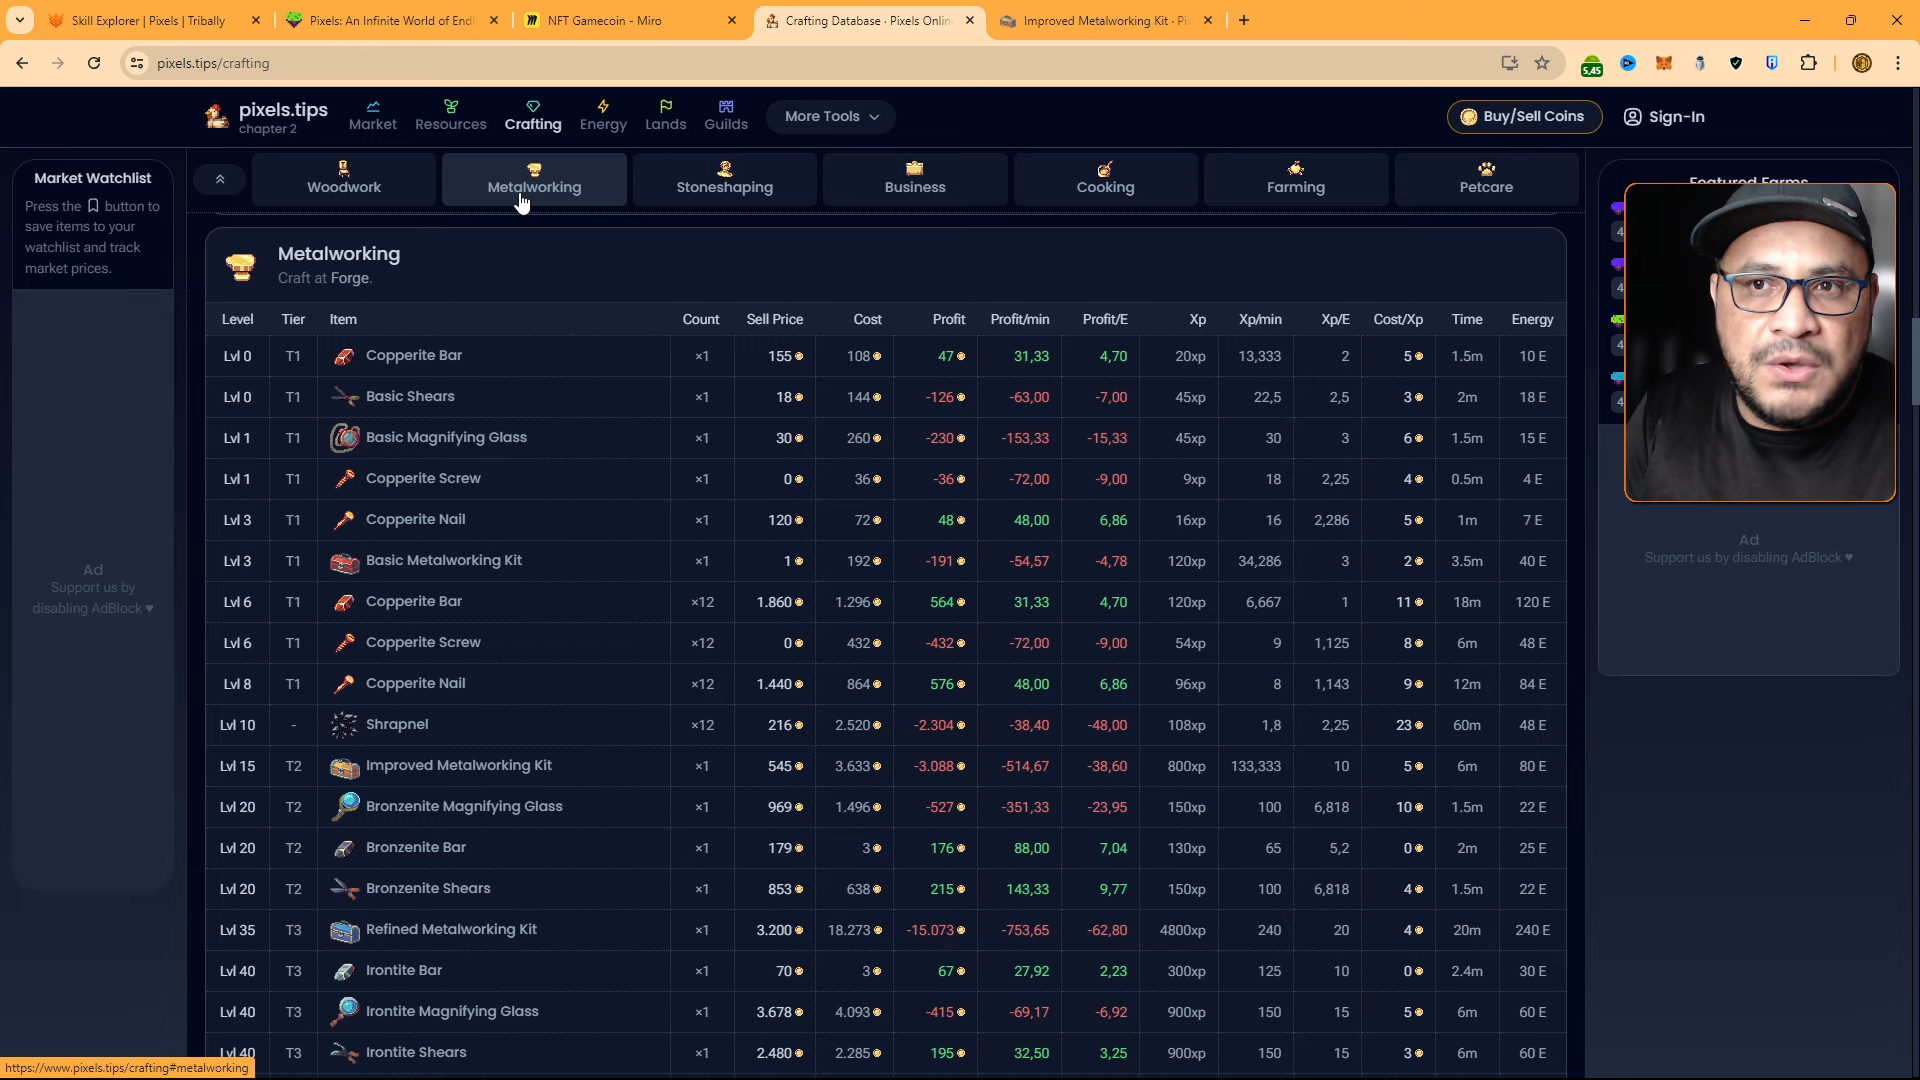 Skill Explorer | Pixels | Tribally
Pixels: An Infinite World of End
NFT Gamecoin - Miro
Crafting Database · Pixels Onlin
Improved Metalworking Kit · Pi
pixels.tips/crafting
5,45
pixels.tips
chapter 2
Market
Resources
Crafting
Energy
Lands
Guilds
More Tools
Buy/Sell Coins
Sign-In
Market Watchlist
Press the button to
save items to your
watchlist and track
market prices.
Woodwork
Metalworking
Stoneshaping
Business
Cooking
Farming
Petcare
Metalworking
Craft at Forge.
Level Tier Item Count Sell Price Cost Profit Profit/min Profit/E Xp Xp/min Xp/E Cost/Xp Time Energy
Lvl 0 T1 Copperite Bar ×1 155 108 47 31,33 4,70 20xp 13,333 2 5 1.5m 10 E
Lvl 0 T1 Basic Shears ×1 18 144 -126 -63,00 -7,00 45xp 22,5 2,5 3 2m 18 E
Lvl 1 T1 Basic Magnifying Glass ×1 30 260 -230 -153,33 -15,33 45xp 30 3 6 1.5m 15 E
Lvl 1 T1 Copperite Screw ×1 0 36 -36 -72,00 -9,00 9xp 18 2,25 4 0.5m 4 E
Lvl 3 T1 Copperite Nail ×1 120 72 48 48,00 6,86 16xp 16 2,286 5 1m 7 E
Lvl 3 T1 Basic Metalworking Kit ×1 1 192 -191 -54,57 -4,78 120xp 34,286 3 2 3.5m 40 E
Lvl 6 T1 Copperite Bar ×12 1.860 1.296 564 31,33 4,70 120xp 6,667 1 11 18m 120 E
Lvl 6 T1 Copperite Screw ×12 0 432 -432 -72,00 -9,00 54xp 9 1,125 8 6m 48 E
Lvl 8 T1 Copperite Nail ×12 1.440 864 576 48,00 6,86 96xp 8 1,143 9 12m 84 E
Lvl 10 - Shrapnel ×12 216 2.520 -2.304 -38,40 -48,00 108xp 1,8 2,25 23 60m 48 E
Lvl 15 T2 Improved Metalworking Kit ×1 545 3.633 -3.088 -514,67 -38,60 800xp 133,333 10 5 6m 80 E
Lvl 20 T2 Bronzenite Magnifying Glass ×1 969 1.496 -527 -351,33 -23,95 150xp 100 6,818 10 1.5m 22 E
Lvl 20 T2 Bronzenite Bar ×1 179 3 176 88,00 7,04 130xp 65 5,2 0 2m 25 E
Lvl 20 T2 Bronzenite Shears ×1 853 638 215 143,33 9,77 150xp 100 6,818 4 1.5m 22 E
Lvl 35 T3 Refined Metalworking Kit ×1 3.200 18.273 -15.073 -753,65 -62,80 4800xp 240 20 4 20m 240 E
Lvl 40 T3 Irontite Bar ×1 70 3 67 27,92 2,23 300xp 125 10 0 2.4m 30 E
Lvl 40 T3 Irontite Magnifying Glass ×1 3.678 4.093 -415 -69,17 -6,92 900xp 150 15 5 6m 60 E
Lvl 40 T3 Irontite Shears ×1 2.480 2.285 195 32,50 3,25 900xp 150 15 3 6m 60 E
Ad
Support us by
disabling AdBlock ♥
Featured Farms
4
4
4
4
Ad
Support us by disabling AdBlock ♥
https://www.pixels.tips/crafting#metalworking